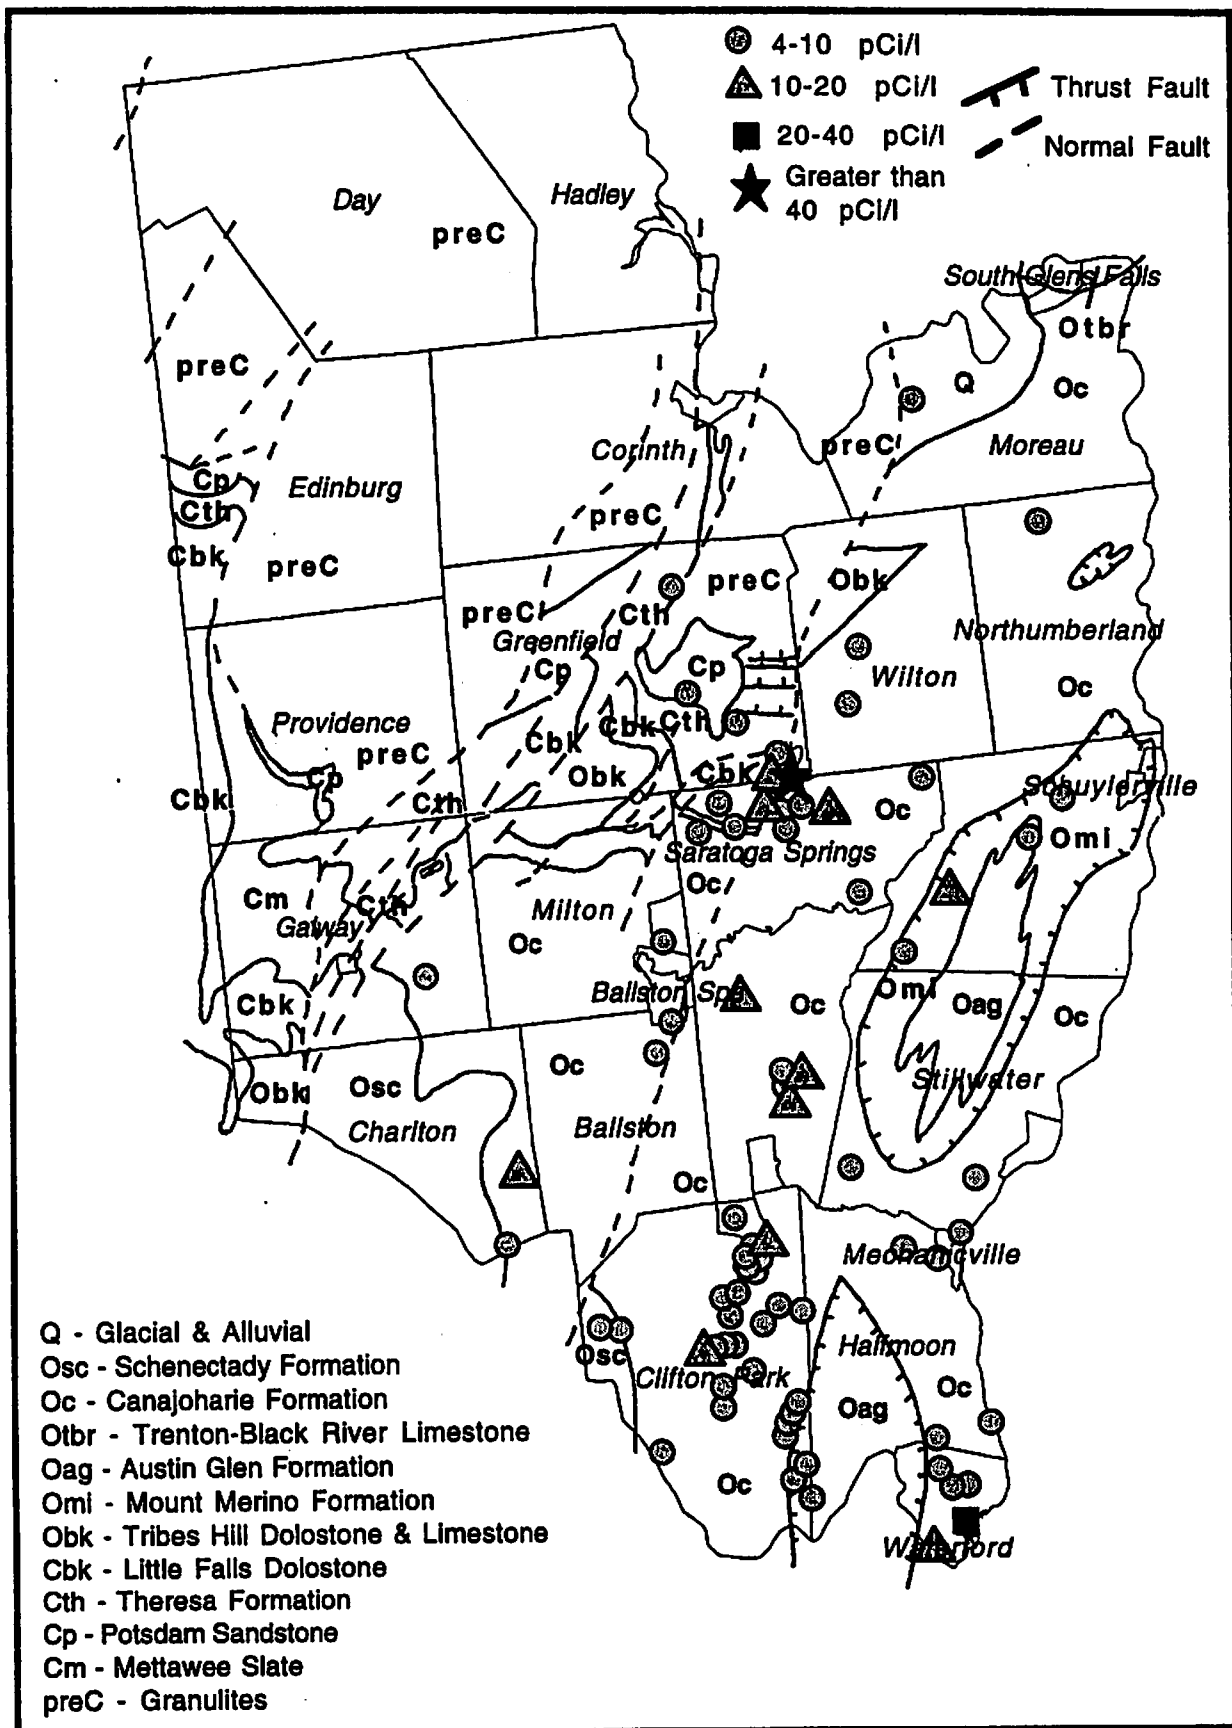 4-10 pCi/l
10-20 pCi/l
Thrust Fault
20-40 pCi/l
Normal Fault
Greater than
40 pCi/l
Day
Hadley
preC
South Glens Falls
Otbr
preC
Q
Oc
Corinth
preC
Moreau
Cp
Edinburg
Cth
preC
Cbk
preC
preC
Obk
preC
Cth
Greenfield
Northumberland
Cp
Cp
Wilton
Oc
Providence
preC
Cbk
Cth
Cbk
Obk
Cbk
Cp
Cbk
Cth
Schuylerville
Oc
Omi
Saratoga Springs
Oc
Cm
Cth
Milton
Galway
Oc
Ballston Spa
Omi
Oag
Oc
Cbk
Oc
Oc
Stillwater
Obk
Osc
Charlton
Ballston
Oc
Mechanicville
Halfmoon
Osc
Clifton Park
Oc
Oag
Oc
Waterford
Q - Glacial & Alluvial
Osc - Schenectady Formation
Oc - Canajoharie Formation
Otbr - Trenton-Black River Limestone
Oag - Austin Glen Formation
Omi - Mount Merino Formation
Obk - Tribes Hill Dolostone & Limestone
Cbk - Little Falls Dolostone
Cth - Theresa Formation
Cp - Potsdam Sandstone
Cm - Mettawee Slate
preC - Granulites